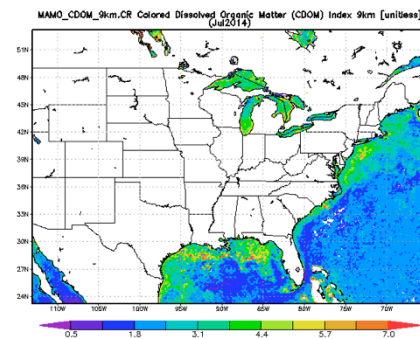 MAMO_CDOM_9km.CR Colored Dissolved Organic Matter (CDOM) Index 9km [unitless]
(Jul2014)
51N
48N
45N
42N
39N
36N
33N
30N
27N
24N
110W 105W 100W 95W 90W 85W 80W 75W 70W
0.5 1.8 3.1 4.4 5.7 7.0